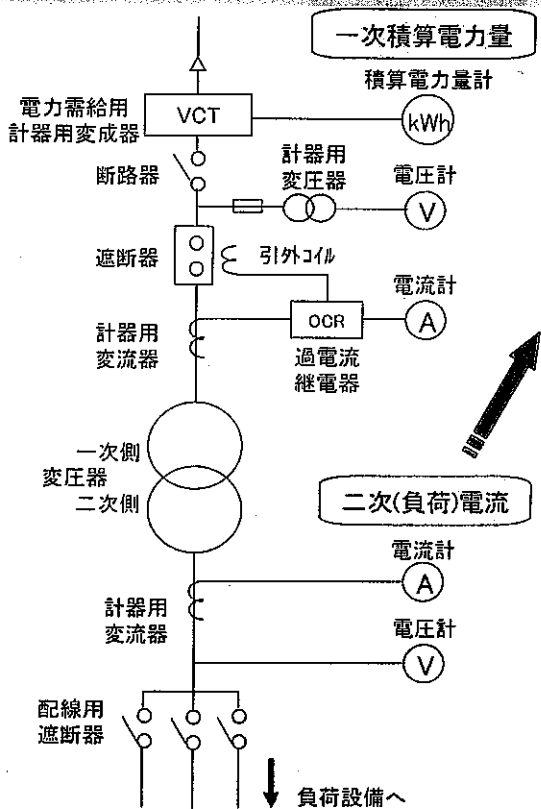 一次積算電力量
積算電力量計
電力需給用
計器用変成器
VCT
kWh
断路器
計器用
変圧器
電圧計
V
遮断器
引外コイル
電流計
計器用
変流器
OCR
A
過電流
継電器
一次側
変圧器
二次側
二次(負荷)電流
電流計
A
計器用
変流器
電圧計
V
配線用
遮断器
負荷設備へ